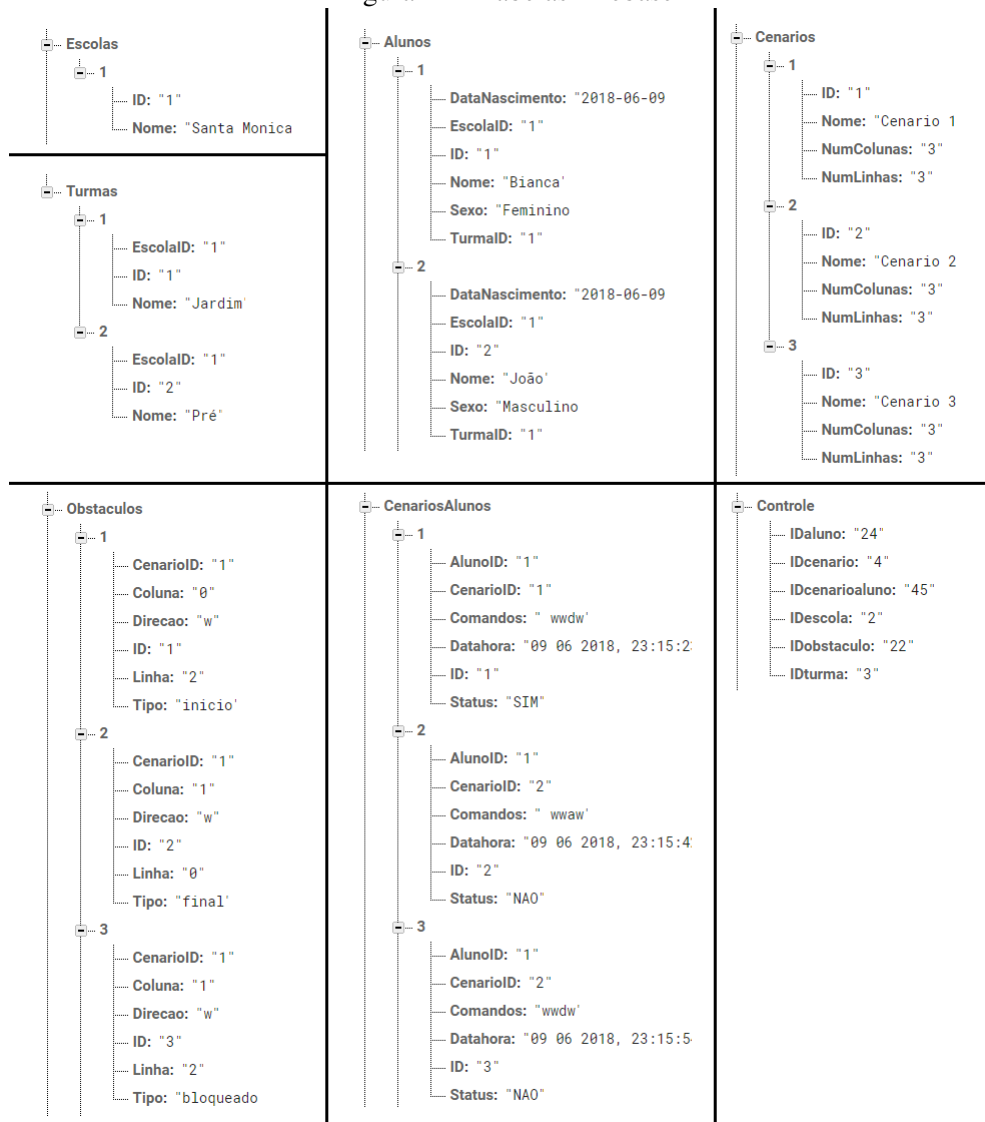 Escolas
1
ID: "1"
Nome: "Santa Monica
Turmas
1
EscolaID: "1"
ID: "1"
Nome: "Jardim'
2
EscolaID: "1"
ID: "2"
Nome: "Pré'
Alunos
1
DataNascimento: "2018-06-09
EscolaID: "1"
ID: "1"
Nome: "Bianca'
Sexo: "Feminino
TurmaID: "1"
2
DataNascimento: "2018-06-09
EscolaID: "1"
ID: "2"
Nome: "João'
Sexo: "Masculino
TurmaID: "1"
Cenarios
1
ID: "1"
Nome: "Cenario 1
NumColunas: "3"
NumLinhas: "3"
2
ID: "2"
Nome: "Cenario 2
NumColunas: "3"
NumLinhas: "3"
3
ID: "3"
Nome: "Cenario 3
NumColunas: "3"
NumLinhas: "3"
Obstaculos
1
CenarioID: "1"
Coluna: "0"
Direcao: "w"
ID: "1"
Linha: "2"
Tipo: "inicio'
2
CenarioID: "1"
Coluna: "1"
Direcao: "w"
ID: "2"
Linha: "0"
Tipo: "final'
3
CenarioID: "1"
Coluna: "1"
Direcao: "w"
ID: "3"
Linha: "2"
Tipo: "bloqueado
CenariosAlunos
1
AlunoID: "1"
CenarioID: "1"
Comandos: " wwdw'
Datahora: "09 06 2018, 23:15:2
ID: "1"
Status: "SIM"
2
AlunoID: "1"
CenarioID: "2"
Comandos: " wwaw'
Datahora: "09 06 2018, 23:15:4
ID: "2"
Status: "NAO"
3
AlunoID: "1"
CenarioID: "2"
Comandos: "wwdw'
Datahora: "09 06 2018, 23:15:5
ID: "3"
Status: "NAO"
Controle
IDaluno: "24"
IDcenario: "4"
IDcenarioaluno: "45"
IDescola: "2"
IDobstaculo: "22"
IDturma: "3"